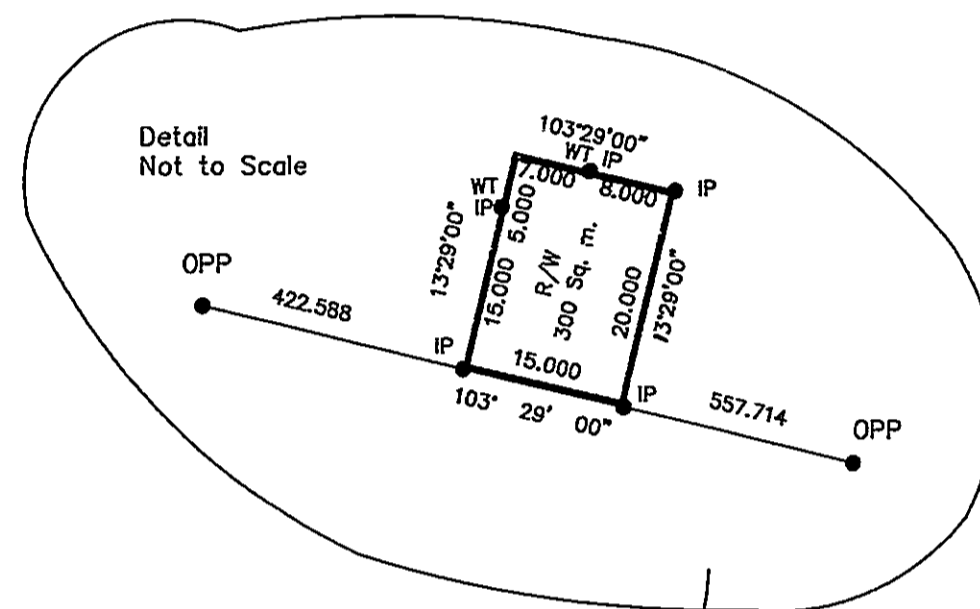 Detail
Not to Scale
103°29'00"
WT IP
7.000
8.000
IP
WT
IP
5.000
13°29'00"
15.000
R/W
300 Sq. m.
20.000
13°29'00"
OPP
422.588
IP
15.000
IP
103° 29' 00"
557.714
OPP